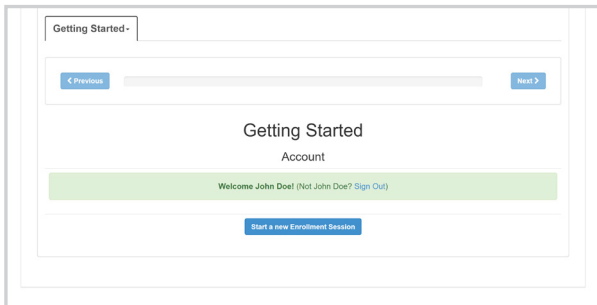 Getting Started
Previous
Next
Getting Started
Account
Welcome John Doe! (Not John Doe? Sign Out)
Start a new Enrollment Session